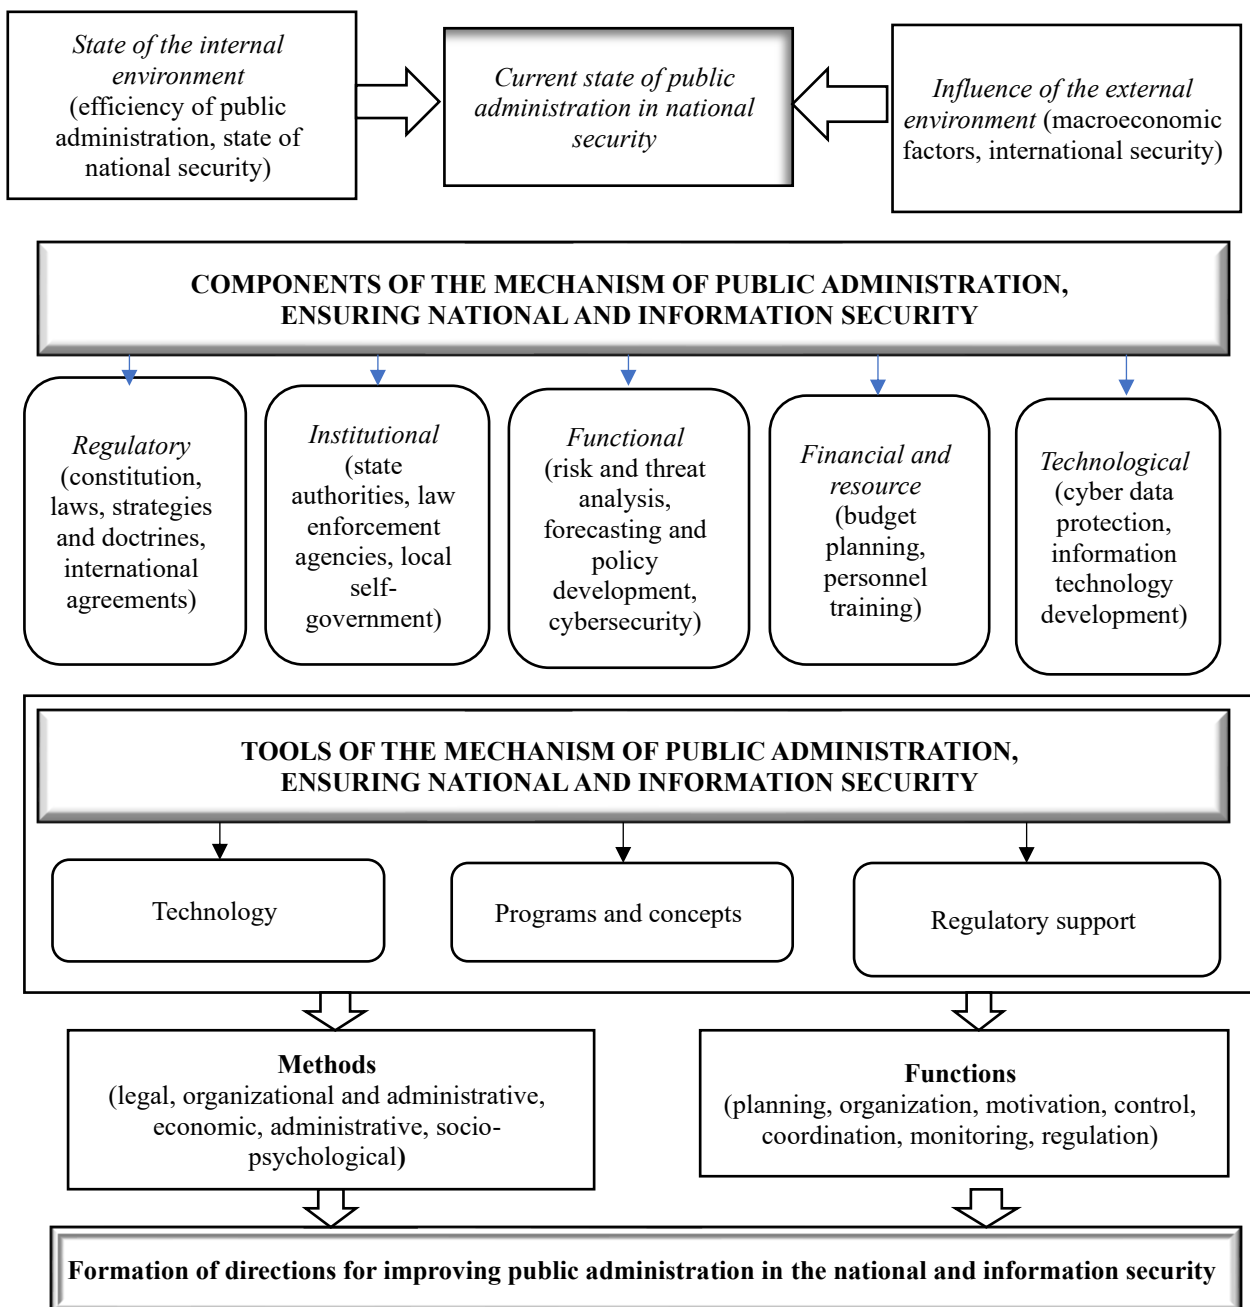 State of the internal
environment
(efficiency of public
administration, state of
national security)
Current state of public
administration in national
security
Influence of the external
environment (macroeconomic
factors, international security)
COMPONENTS OF THE MECHANISM OF PUBLIC ADMINISTRATION,
ENSURING NATIONAL AND INFORMATION SECURITY
Regulatory
(constitution,
laws, strategies
and doctrines,
international
agreements)
Institutional
(state
authorities, law
enforcement
agencies, local
self-
government)
Functional
(risk and threat
analysis,
forecasting and
policy
development,
cybersecurity)
Financial and
resource
(budget
planning,
personnel
training)
Technological
(cyber data
protection,
information
technology
development)
TOOLS OF THE MECHANISM OF PUBLIC ADMINISTRATION,
ENSURING NATIONAL AND INFORMATION SECURITY
Technology
Programs and concepts
Regulatory support
Methods
(legal, organizational and administrative,
economic, administrative, socio-
psychological)
Functions
(planning, organization, motivation, control,
coordination, monitoring, regulation)
Formation of directions for improving public administration in the national and information security